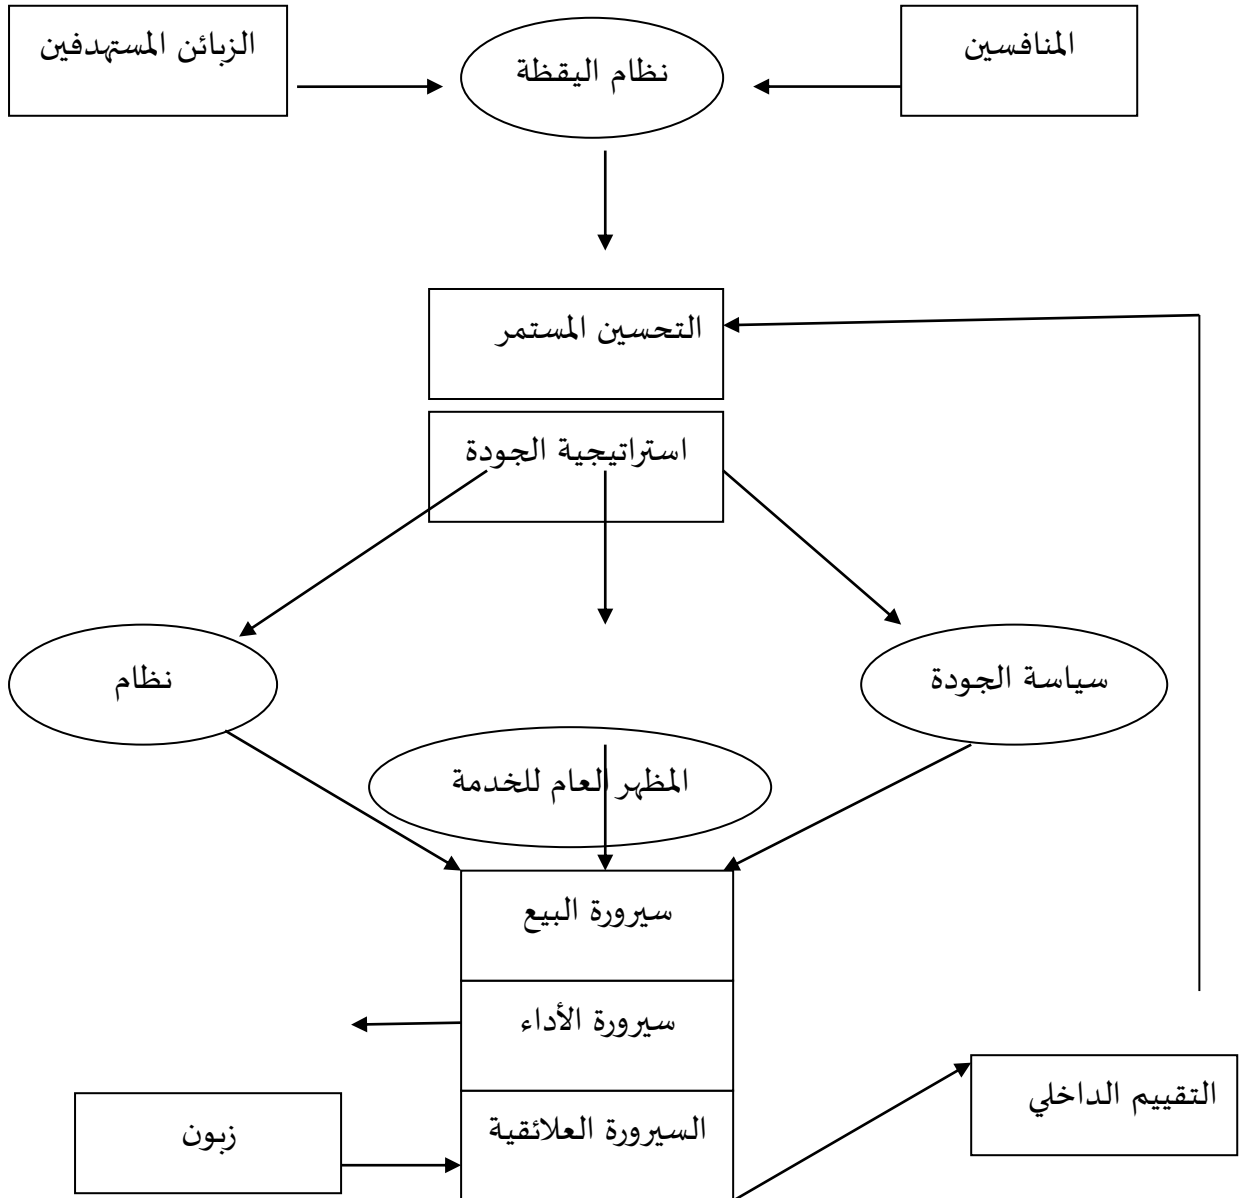 المنافسين
نظام اليقظة
الزبائن المستهدفين
التحسين المستمر
استراتيجية الجودة
سياسة الجودة
نظام
المظهر العام للخدمة
سيرورة البيع
سيرورة الأداء
التقييم الداخلي
السيرورة العلائقية
زبون